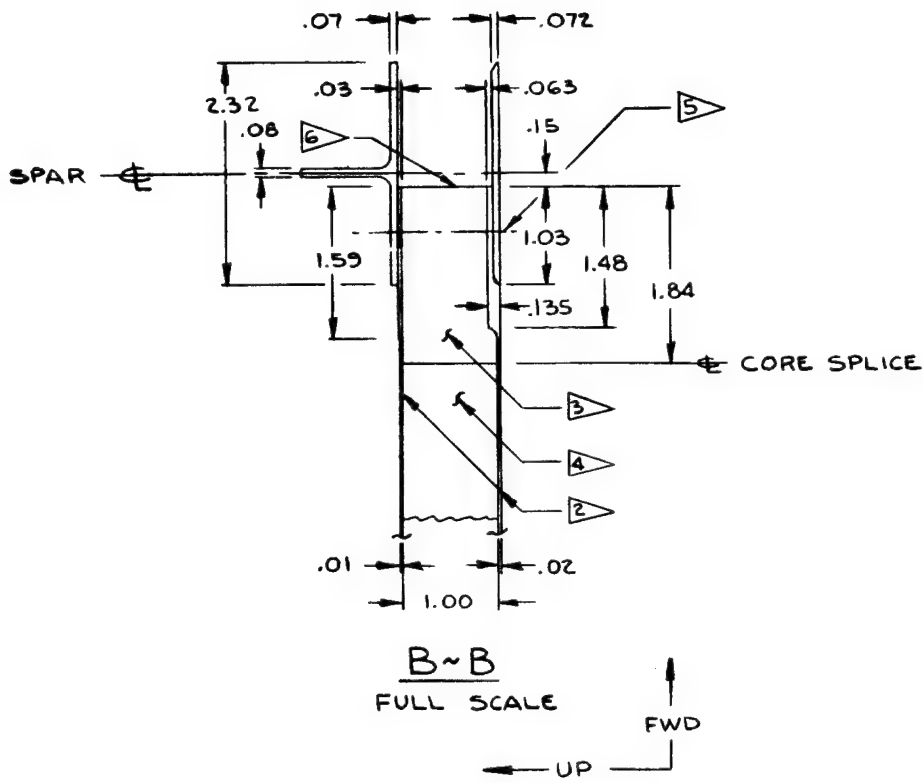 .07 .072
.03 .063
2.32
.08 6 .15 5
SPAR ℄
1.59 1.03 1.48 1.84
.135
℄ CORE SPLICE
3
4
2
.01 .02
1.00
B~B
FULL SCALE
FWD
UP